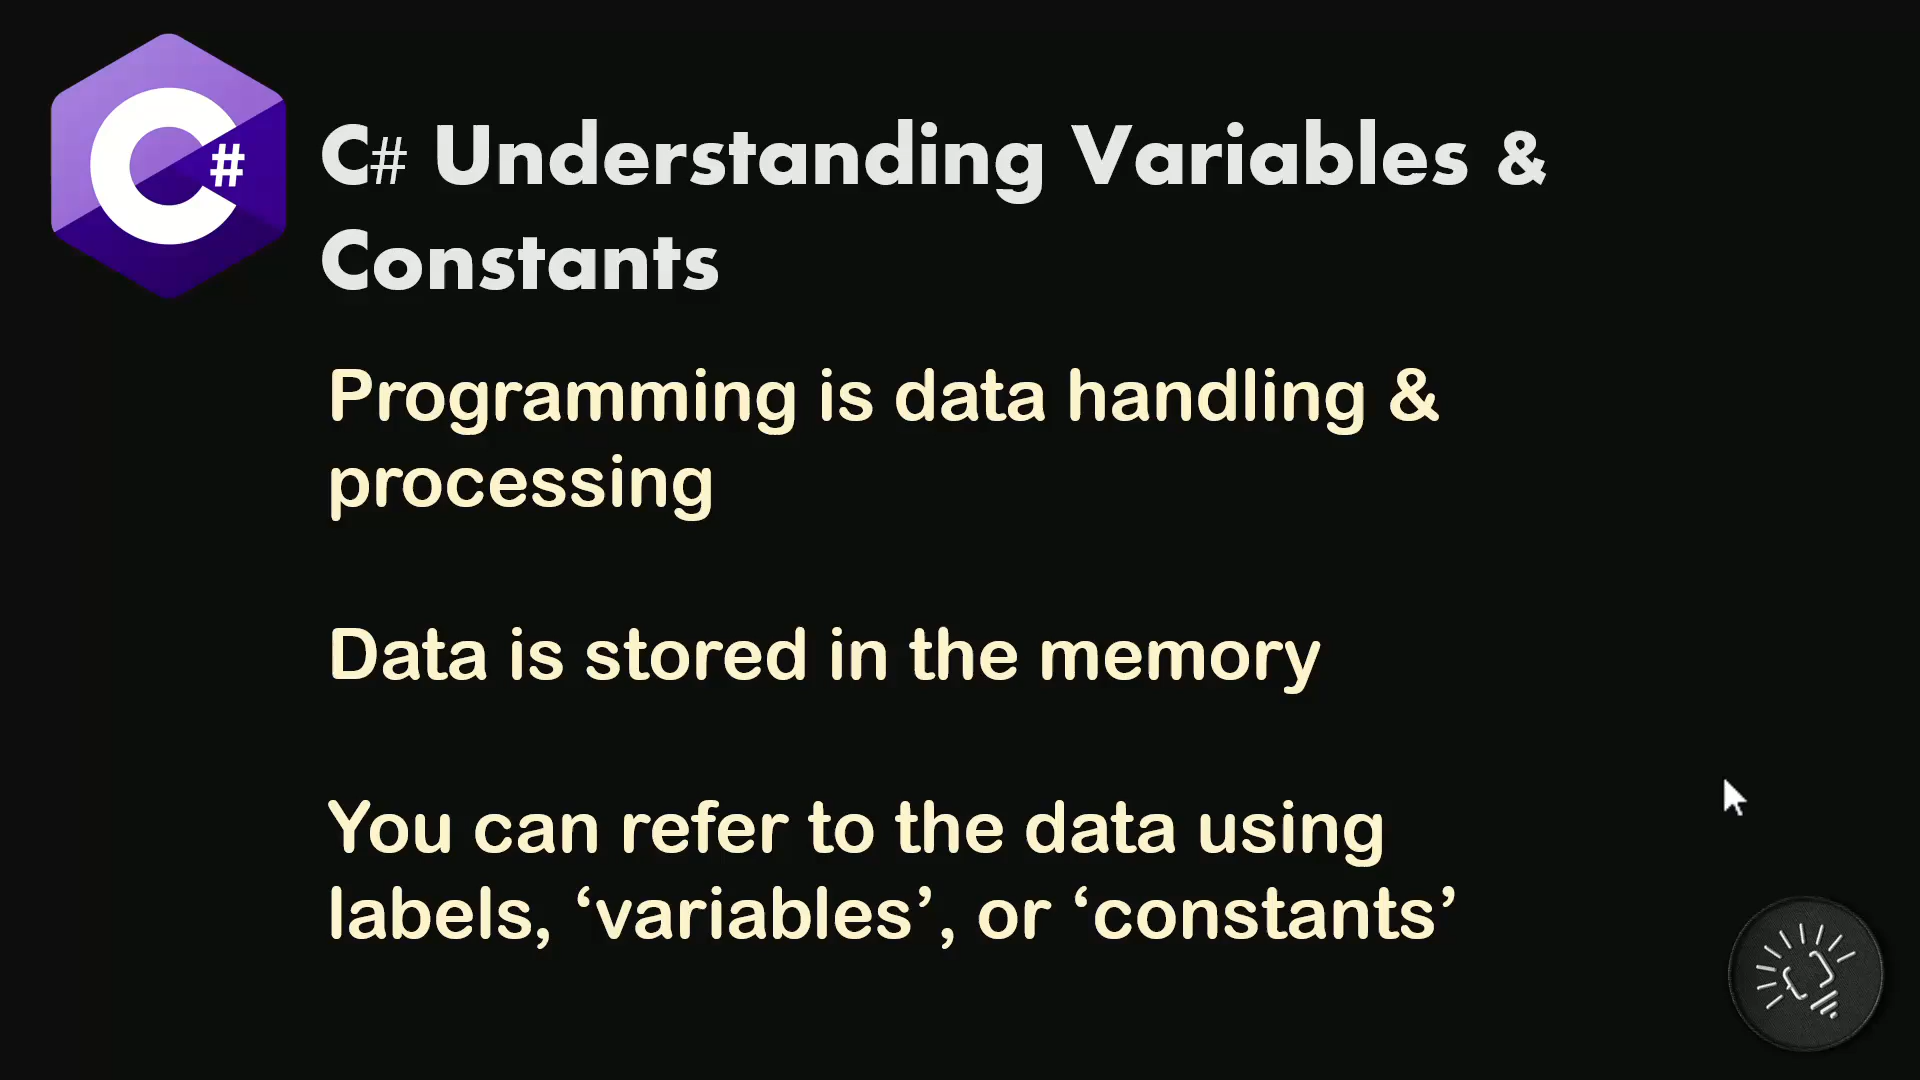 C#
C# Understanding Variables &
Constants
Programming is data handling &
processing
Data is stored in the memory
You can refer to the data using
labels, ‘variables’, or ‘constants’